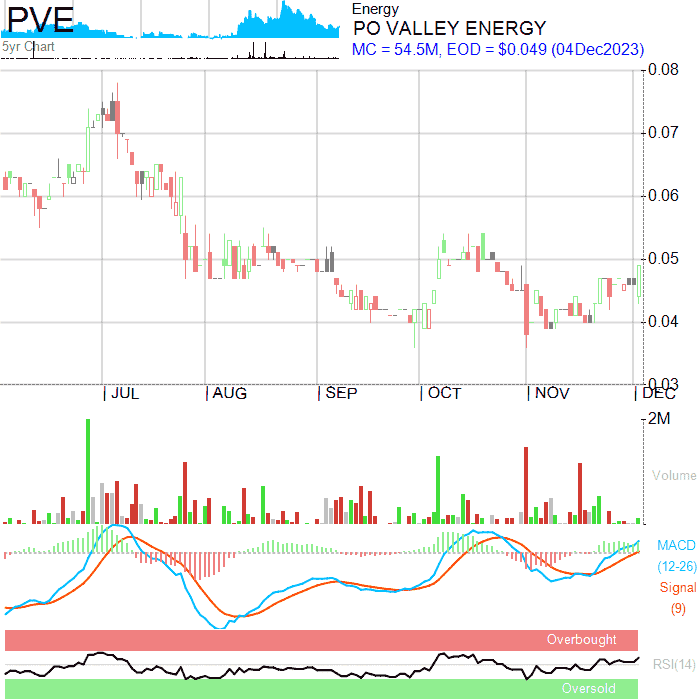 PVE
Energy
PO VALLEY ENERGY
5yr Chart
MC = 54.5M, EOD = $0.049 (04Dec2023)
0.08
0.07
0.06
0.05
0.04
0.03
JUL
AUG
SEP
OCT
NOV
DEC
2M
Volume
MACD
(12-26)
Signal
(9)
Overbought
RSI(14)
Oversold